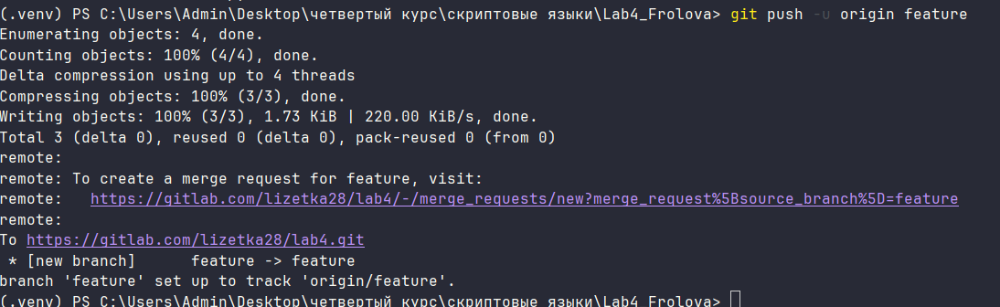 (.venv) PS C:\Users\Admin\Desktop\четвертый курс\скриптовые языки\Lab4_Frolova> git push -u origin feature
Enumerating objects: 4, done.
Counting objects: 100% (4/4), done.
Delta compression using up to 4 threads
Compressing objects: 100% (3/3), done.
Writing objects: 100% (3/3), 1.73 KiB | 220.00 KiB/s, done.
Total 3 (delta 0), reused 0 (delta 0), pack-reused 0 (from 0)
remote:
remote: To create a merge request for feature, visit:
remote:   https://gitlab.com/lizetka28/lab4/-/merge_requests/new?merge_request%5Bsource_branch%5D=feature
remote:
To https://gitlab.com/lizetka28/lab4.git
 * [new branch]      feature -> feature
branch 'feature' set up to track 'origin/feature'.
(.venv) PS C:\Users\Admin\Desktop\четвертый курс\скриптовые языки\Lab4_Frolova>